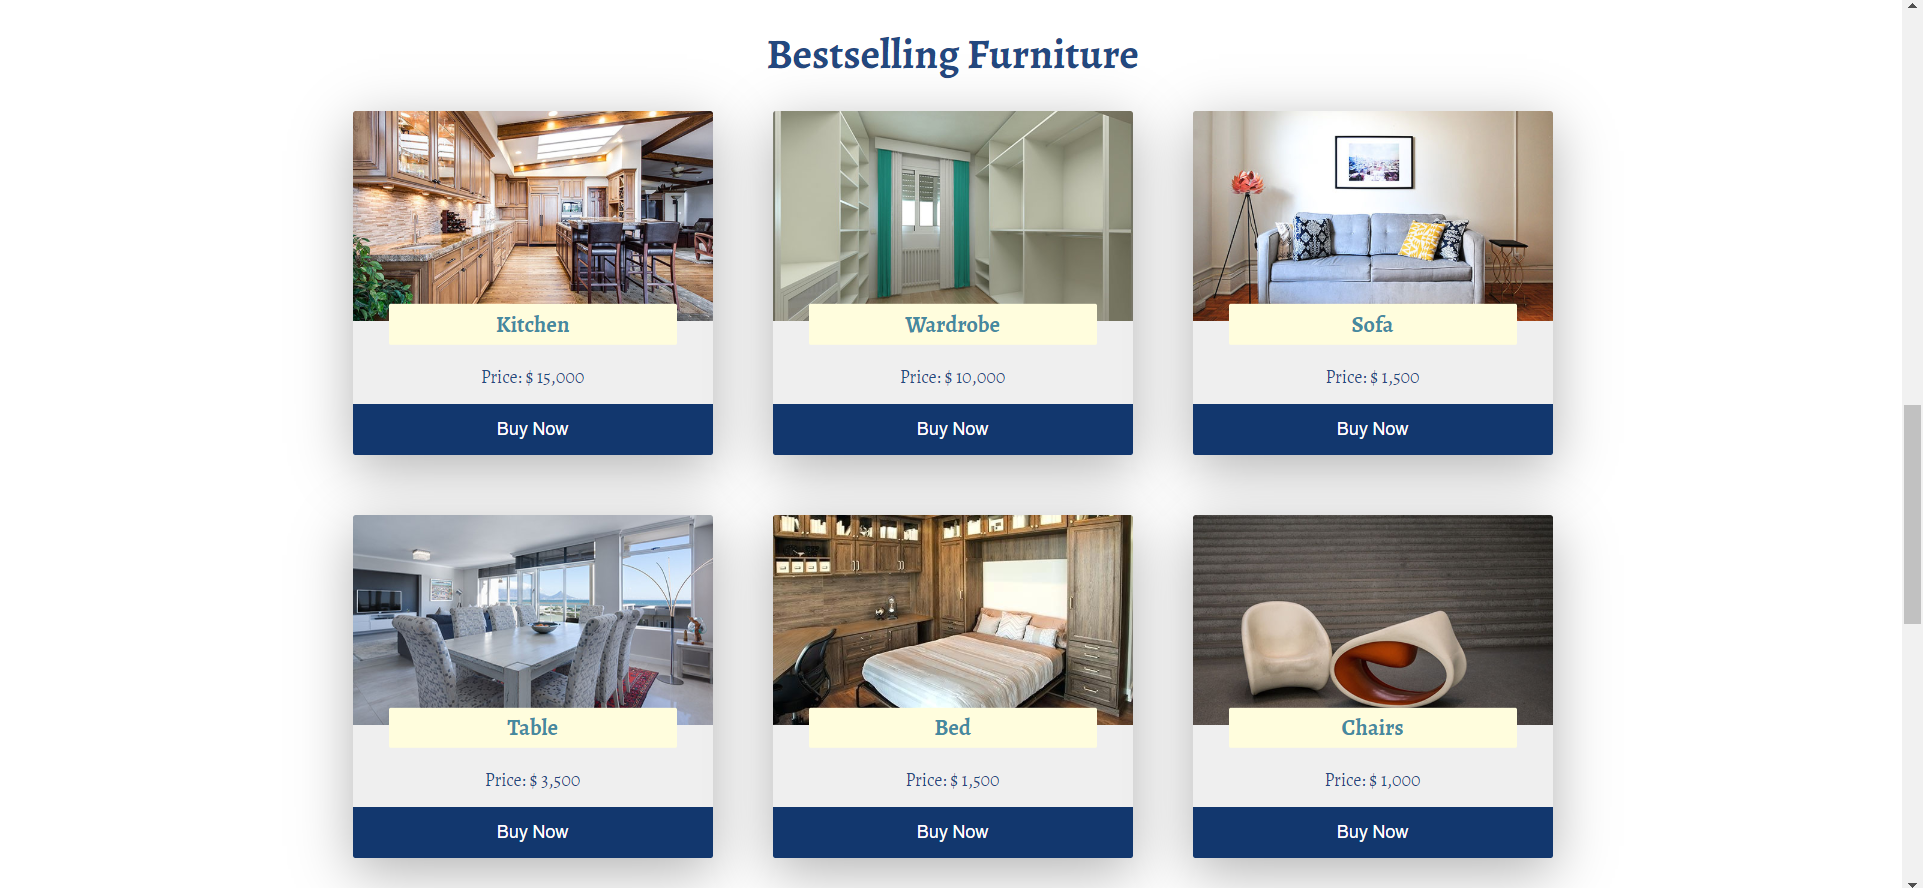 Bestselling Furniture
Kitchen
Price: $ 15,000
Buy Now
Wardrobe
Price: $ 10,000
Buy Now
Sofa
Price: $ 1,500
Buy Now
Table
Price: $ 3,500
Buy Now
Bed
Price: $ 1,500
Buy Now
Chairs
Price: $ 1,000
Buy Now